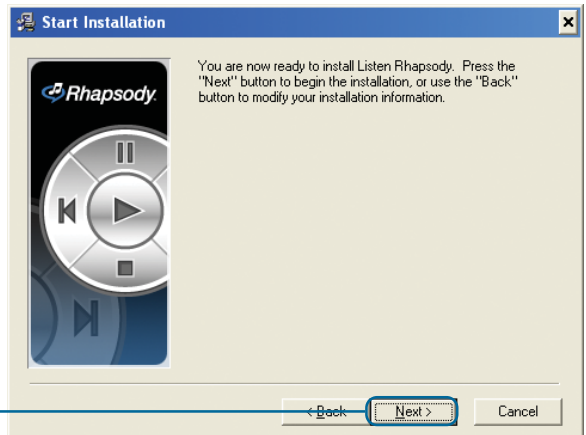 Start Installation
Rhapsody.
You are now ready to install Listen Rhapsody. Press the
"Next" button to begin the installation, or use the "Back"
button to modify your installation information.
< Back
Next >
Cancel